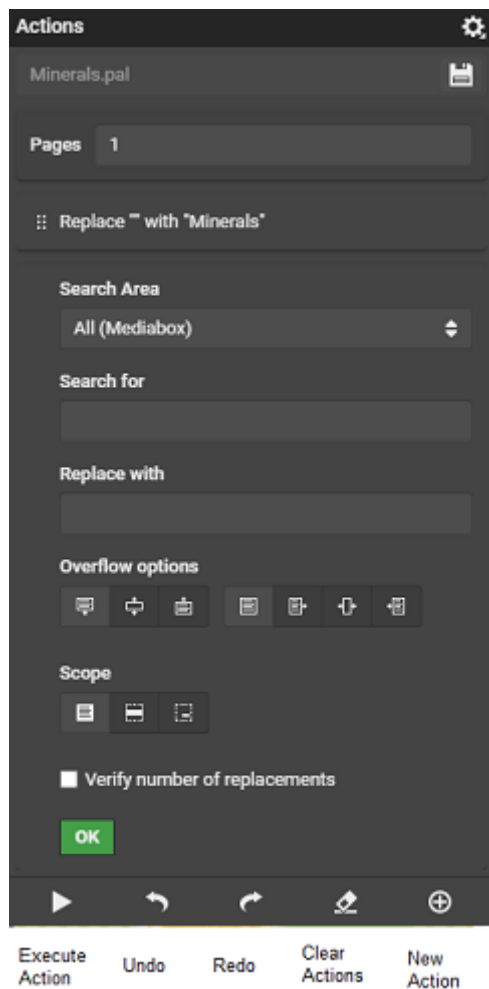 Actions
Minerals.pal
Pages 1
Replace "" with "Minerals"
Search Area
All (Mediabox)
Search for
Replace with
Overflow options
Scope
Verify number of replacements
OK
Execute Action
Undo
Redo
Clear Actions
New Action